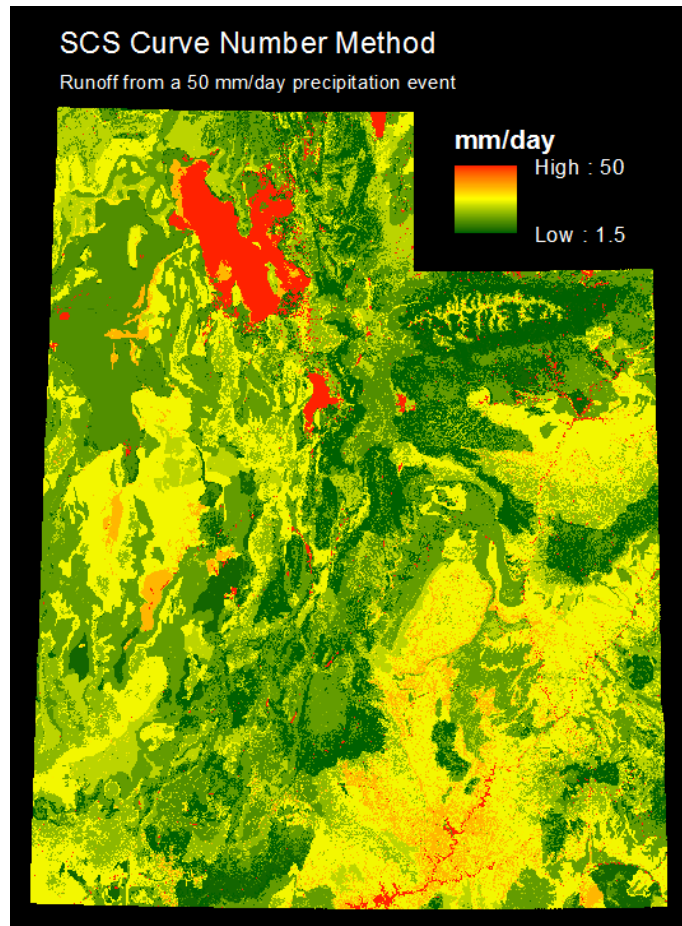 SCS Curve Number Method
Runoff from a 50 mm/day precipitation event
mm/day
High : 50
Low : 1.5